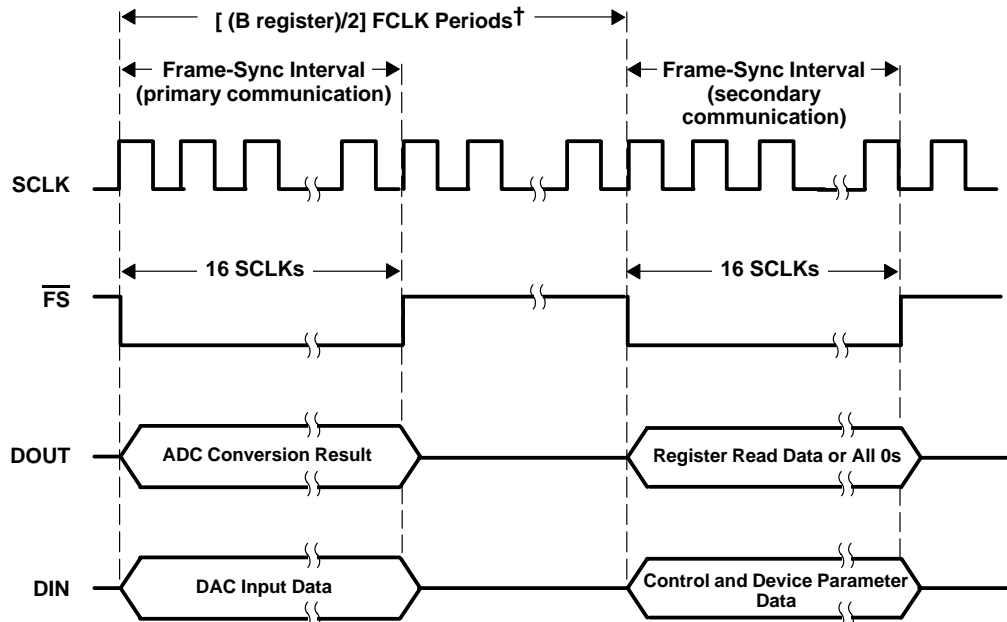 [ (B register)/2] FCLK Periods†
Frame-Sync Interval
(primary communication)
Frame-Sync Interval
(secondary
communication)
SCLK
16 SCLKs
16 SCLKs
FS
DOUT
ADC Conversion Result
Register Read Data or All 0s
DIN
DAC Input Data
Control and Device Parameter
Data